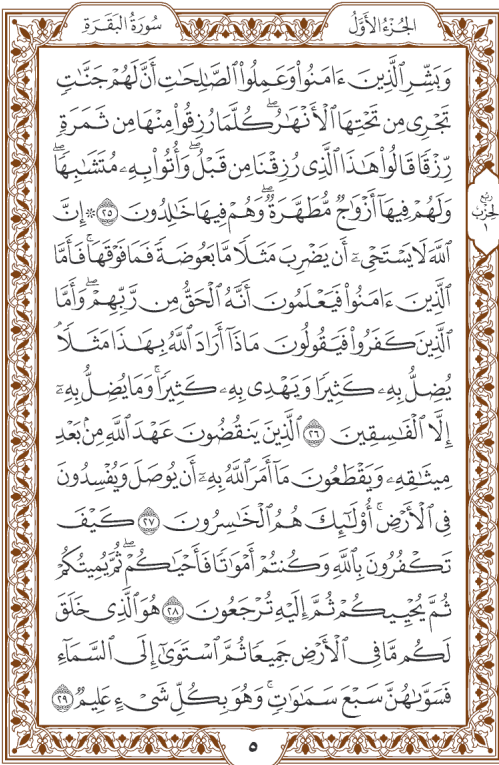 الجُزْءُ الأَوَّلُ
سُورَةُ البَقَرَةِ
وَبَشِّرِ ٱلَّذِينَ ءَامَنُوا۟ وَعَمِلُوا۟ ٱلصَّـٰلِحَـٰتِ أَنَّ لَهُمْ جَنَّـٰتٍ
تَجْرِى مِن تَحْتِهَا ٱلْأَنْهَـٰرُ ۖ كُلَّمَا رُزِقُوا۟ مِنْهَا مِن ثَمَرَةٍ
رِّزْقًا قَالُوا۟ هَـٰذَا ٱلَّذِى رُزِقْنَا مِن قَبْلُ ۖ وَأُتُوا۟ بِهِۦ مُتَشَـٰبِهًا ۖ
وَلَهُمْ فِيهَآ أَزْوَٰجٌ مُّطَهَّرَةٌ ۖ وَهُمْ فِيهَا خَـٰلِدُونَ ٢٥ ۞ إِنَّ
ٱللَّهَ لَا يَسْتَحْىِۦٓ أَن يَضْرِبَ مَثَلًا مَّا بَعُوضَةً فَمَا فَوْقَهَا ۚ فَأَمَّا
ٱلَّذِينَ ءَامَنُوا۟ فَيَعْلَمُونَ أَنَّهُ ٱلْحَقُّ مِن رَّبِّهِمْ ۖ وَأَمَّا
ٱلَّذِينَ كَفَرُوا۟ فَيَقُولُونَ مَاذَآ أَرَادَ ٱللَّهُ بِهَـٰذَا مَثَلًا ۘ
يُضِلُّ بِهِۦ كَثِيرًا وَيَهْدِى بِهِۦ كَثِيرًا ۚ وَمَا يُضِلُّ بِهِۦٓ
إِلَّا ٱلْفَـٰسِقِينَ ٢٦ ٱلَّذِينَ يَنقُضُونَ عَهْدَ ٱللَّهِ مِنۢ بَعْدِ
مِيثَـٰقِهِۦ وَيَقْطَعُونَ مَآ أَمَرَ ٱللَّهُ بِهِۦٓ أَن يُوصَلَ وَيُفْسِدُونَ
فِى ٱلْأَرْضِ ۚ أُو۟لَـٰٓئِكَ هُمُ ٱلْخَـٰسِرُونَ ٢٧ كَيْفَ
تَكْفُرُونَ بِٱللَّهِ وَكُنتُمْ أَمْوَٰتًا فَأَحْيَـٰكُمْ ۖ ثُمَّ يُمِيتُكُمْ
ثُمَّ يُحْيِيكُمْ ثُمَّ إِلَيْهِ تُرْجَعُونَ ٢٨ هُوَ ٱلَّذِى خَلَقَ
لَكُم مَّا فِى ٱلْأَرْضِ جَمِيعًا ثُمَّ ٱسْتَوَىٰٓ إِلَى ٱلسَّمَآءِ
فَسَوَّىٰهُنَّ سَبْعَ سَمَـٰوَٰتٍ ۚ وَهُوَ بِكُلِّ شَىْءٍ عَلِيمٌ ٢٩
ربع
الحزب
١
٥